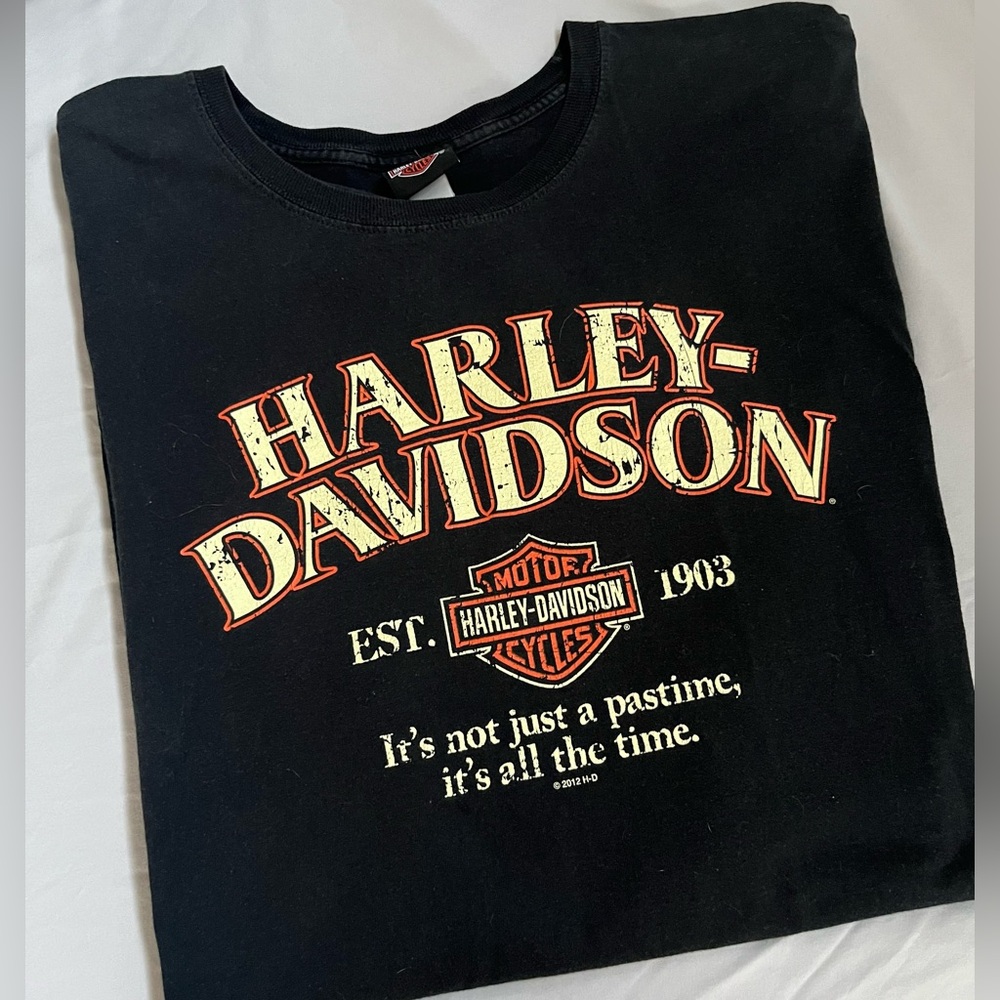 HARLEY-
DAVIDSON®
EST.
MOTOR
HARLEY-DAVIDSON
CYCLES
®
1903
It's not just a pastime,
it's all the time.
© 2012 H-D